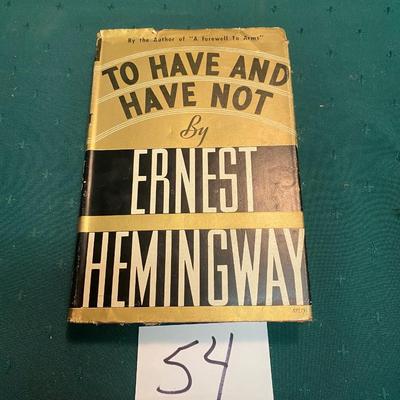 By the Author of "A Farewell To Arms"
TO HAVE AND
HAVE NOT
By
ERNEST
HEMINGWAY
54